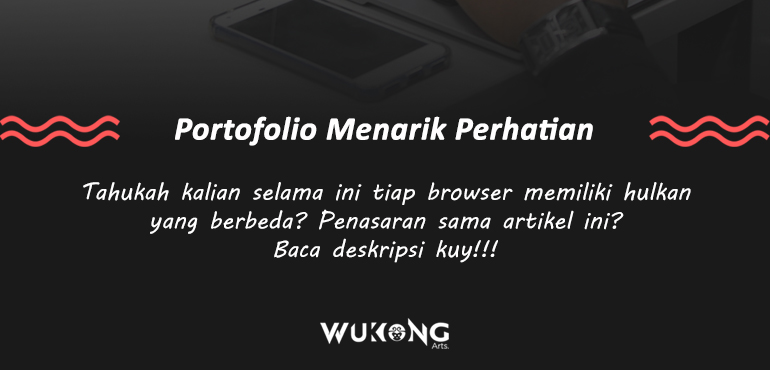 Portofolio Menarik Perhatian
Tahukah kalian selama ini tiap browser memiliki hulkan
yang berbeda? Penasaran sama artikel ini?
Baca deskripsi kuy!!!
WUKONG
Arts.